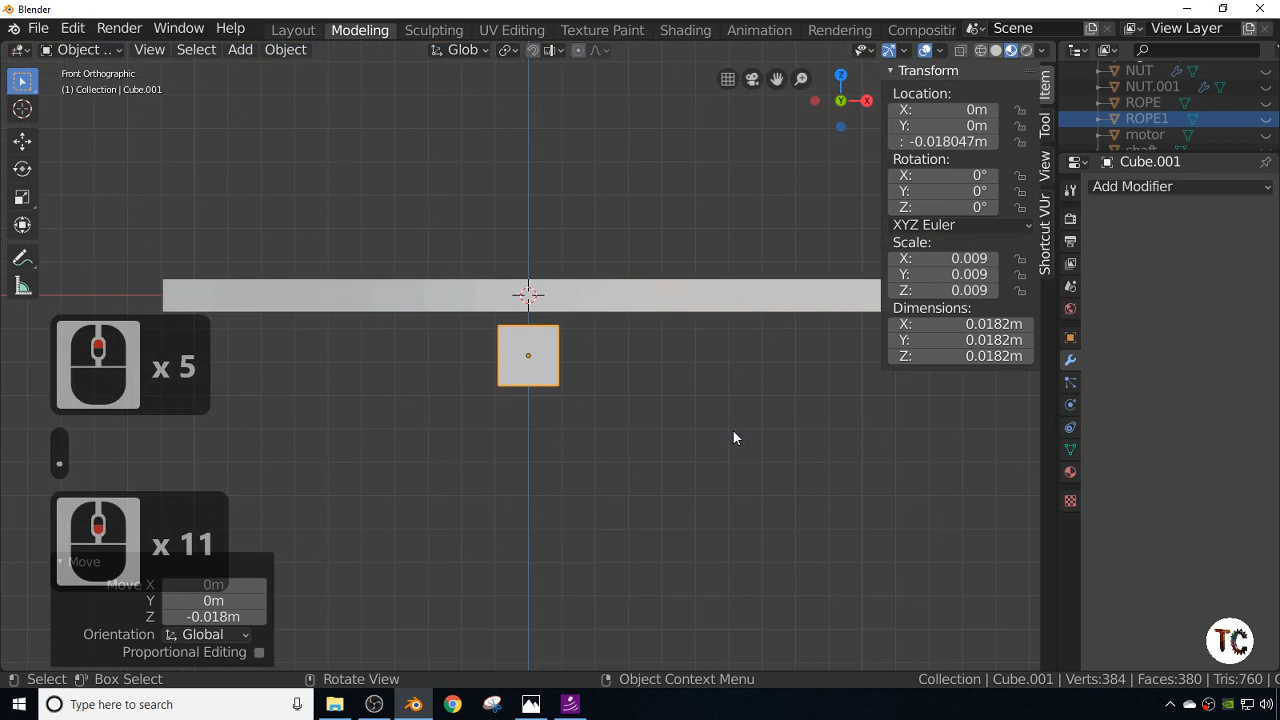 Blender
File Edit Render Window Help Layout Modeling Sculpting UV Editing Texture Paint Shading Animation Rendering Compositir Scene View Layer
Object .. View Select Add Object Glob
Front Orthographic
(1) Collection | Cube.001
Z
Y
X
Transform
Location:
X: 0m
Y: 0m
: -0.018047m
Rotation:
X: 0°
Y: 0°
Z: 0°
XYZ Euler
Scale:
X: 0.009
Y: 0.009
Z: 0.009
Dimensions:
X: 0.0182m
Y: 0.0182m
Z: 0.0182m
Item
Tool
View
Shortcut VUr
NUT
NUT.001
ROPE
ROPE1
motor
Cube.001
Add Modifier
x 5
x 11
Move
Move X 0m
Y 0m
Z -0.018m
Orientation Global
Proportional Editing
TC
Select Box Select Rotate View Object Context Menu Collection | Cube.001 | Verts:384 | Faces:380 | Tris:760
Type here to search